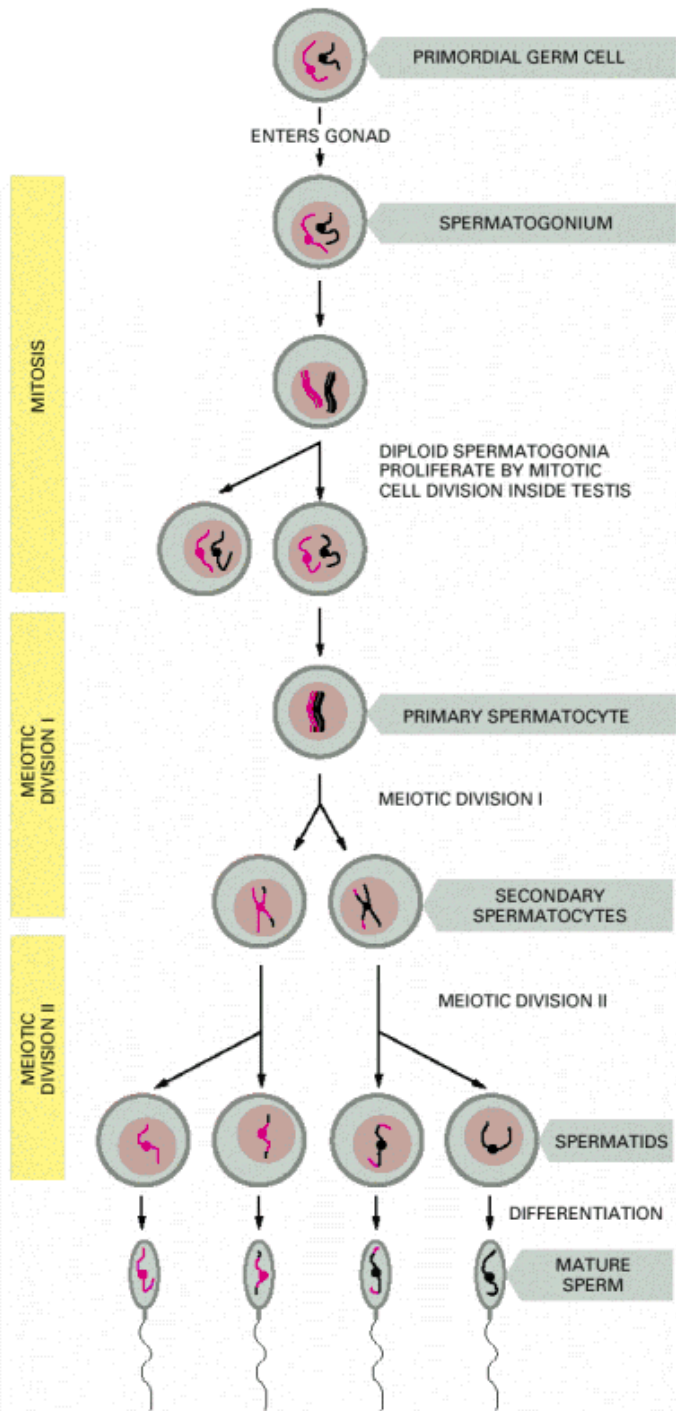 PRIMORDIAL GERM CELL
ENTERS GONAD
SPERMATOGONIUM
MITOSIS
DIPLOID SPERMATOGONIA
PROLIFERATE BY MITOTIC
CELL DIVISION INSIDE TESTIS
MEIOTIC
DIVISION I
PRIMARY SPERMATOCYTE
MEIOTIC DIVISION I
SECONDARY
SPERMATOCYTES
MEIOTIC
DIVISION II
MEIOTIC DIVISION II
SPERMATIDS
DIFFERENTIATION
MATURE
SPERM